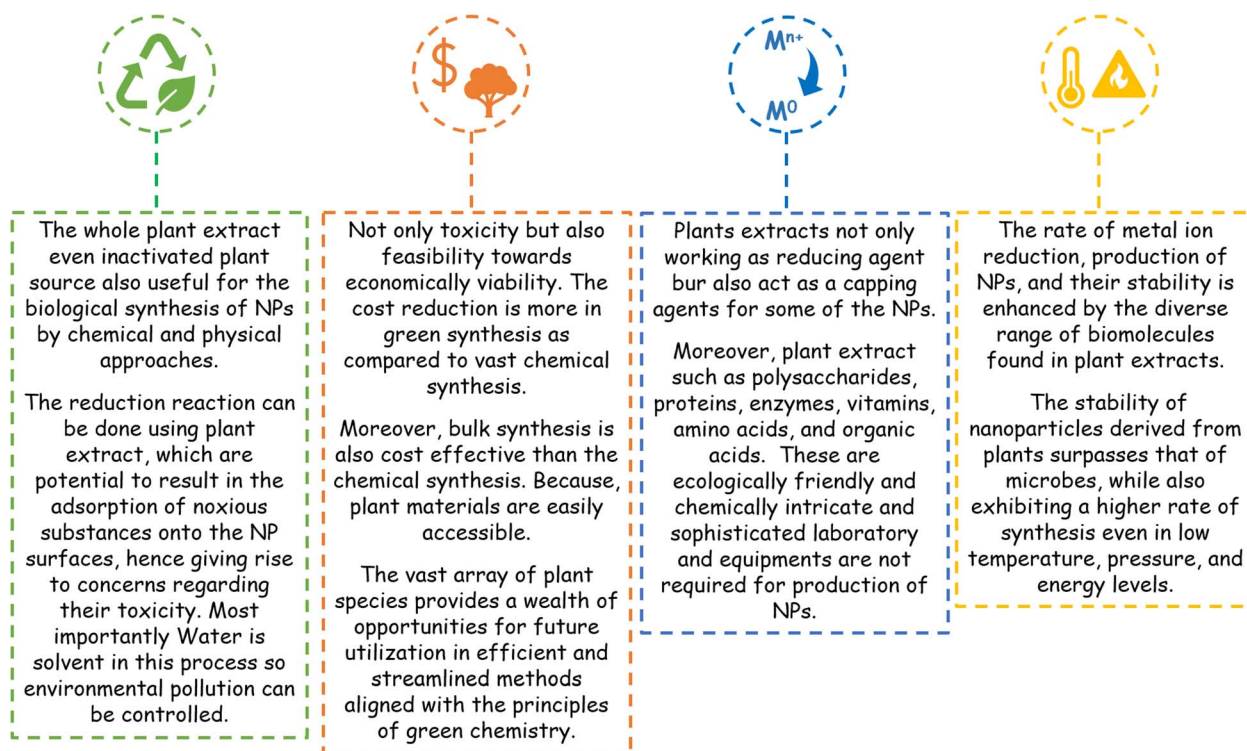 $
Mn+
M0
The whole plant extract
even inactivated plant
source also useful for the
biological synthesis of NPs
by chemical and physical
approaches.
The reduction reaction can
be done using plant
extract, which are
potential to result in the
adsorption of noxious
substances onto the NP
surfaces, hence giving rise
to concerns regarding
their toxicity. Most
importantly Water is
solvent in this process so
environmental pollution can
be controlled.
Not only toxicity but also
feasibility towards
economically viability. The
cost reduction is more in
green synthesis as
compared to vast chemical
synthesis.
Moreover, bulk synthesis is
also cost effective than the
chemical synthesis. Because,
plant materials are easily
accessible.
The vast array of plant
species provides a wealth of
opportunities for future
utilization in efficient and
streamlined methods
aligned with the principles
of green chemistry.
Plants extracts not only
working as reducing agent
bur also act as a capping
agents for some of the NPs.
Moreover, plant extract
such as polysaccharides,
proteins, enzymes, vitamins,
amino acids, and organic
acids. These are
ecologically friendly and
chemically intricate and
sophisticated laboratory
and equipments are not
required for production of
NPs.
The rate of metal ion
reduction, production of
NPs, and their stability is
enhanced by the diverse
range of biomolecules
found in plant extracts.
The stability of
nanoparticles derived from
plants surpasses that of
microbes, while also
exhibiting a higher rate of
synthesis even in low
temperature, pressure, and
energy levels.